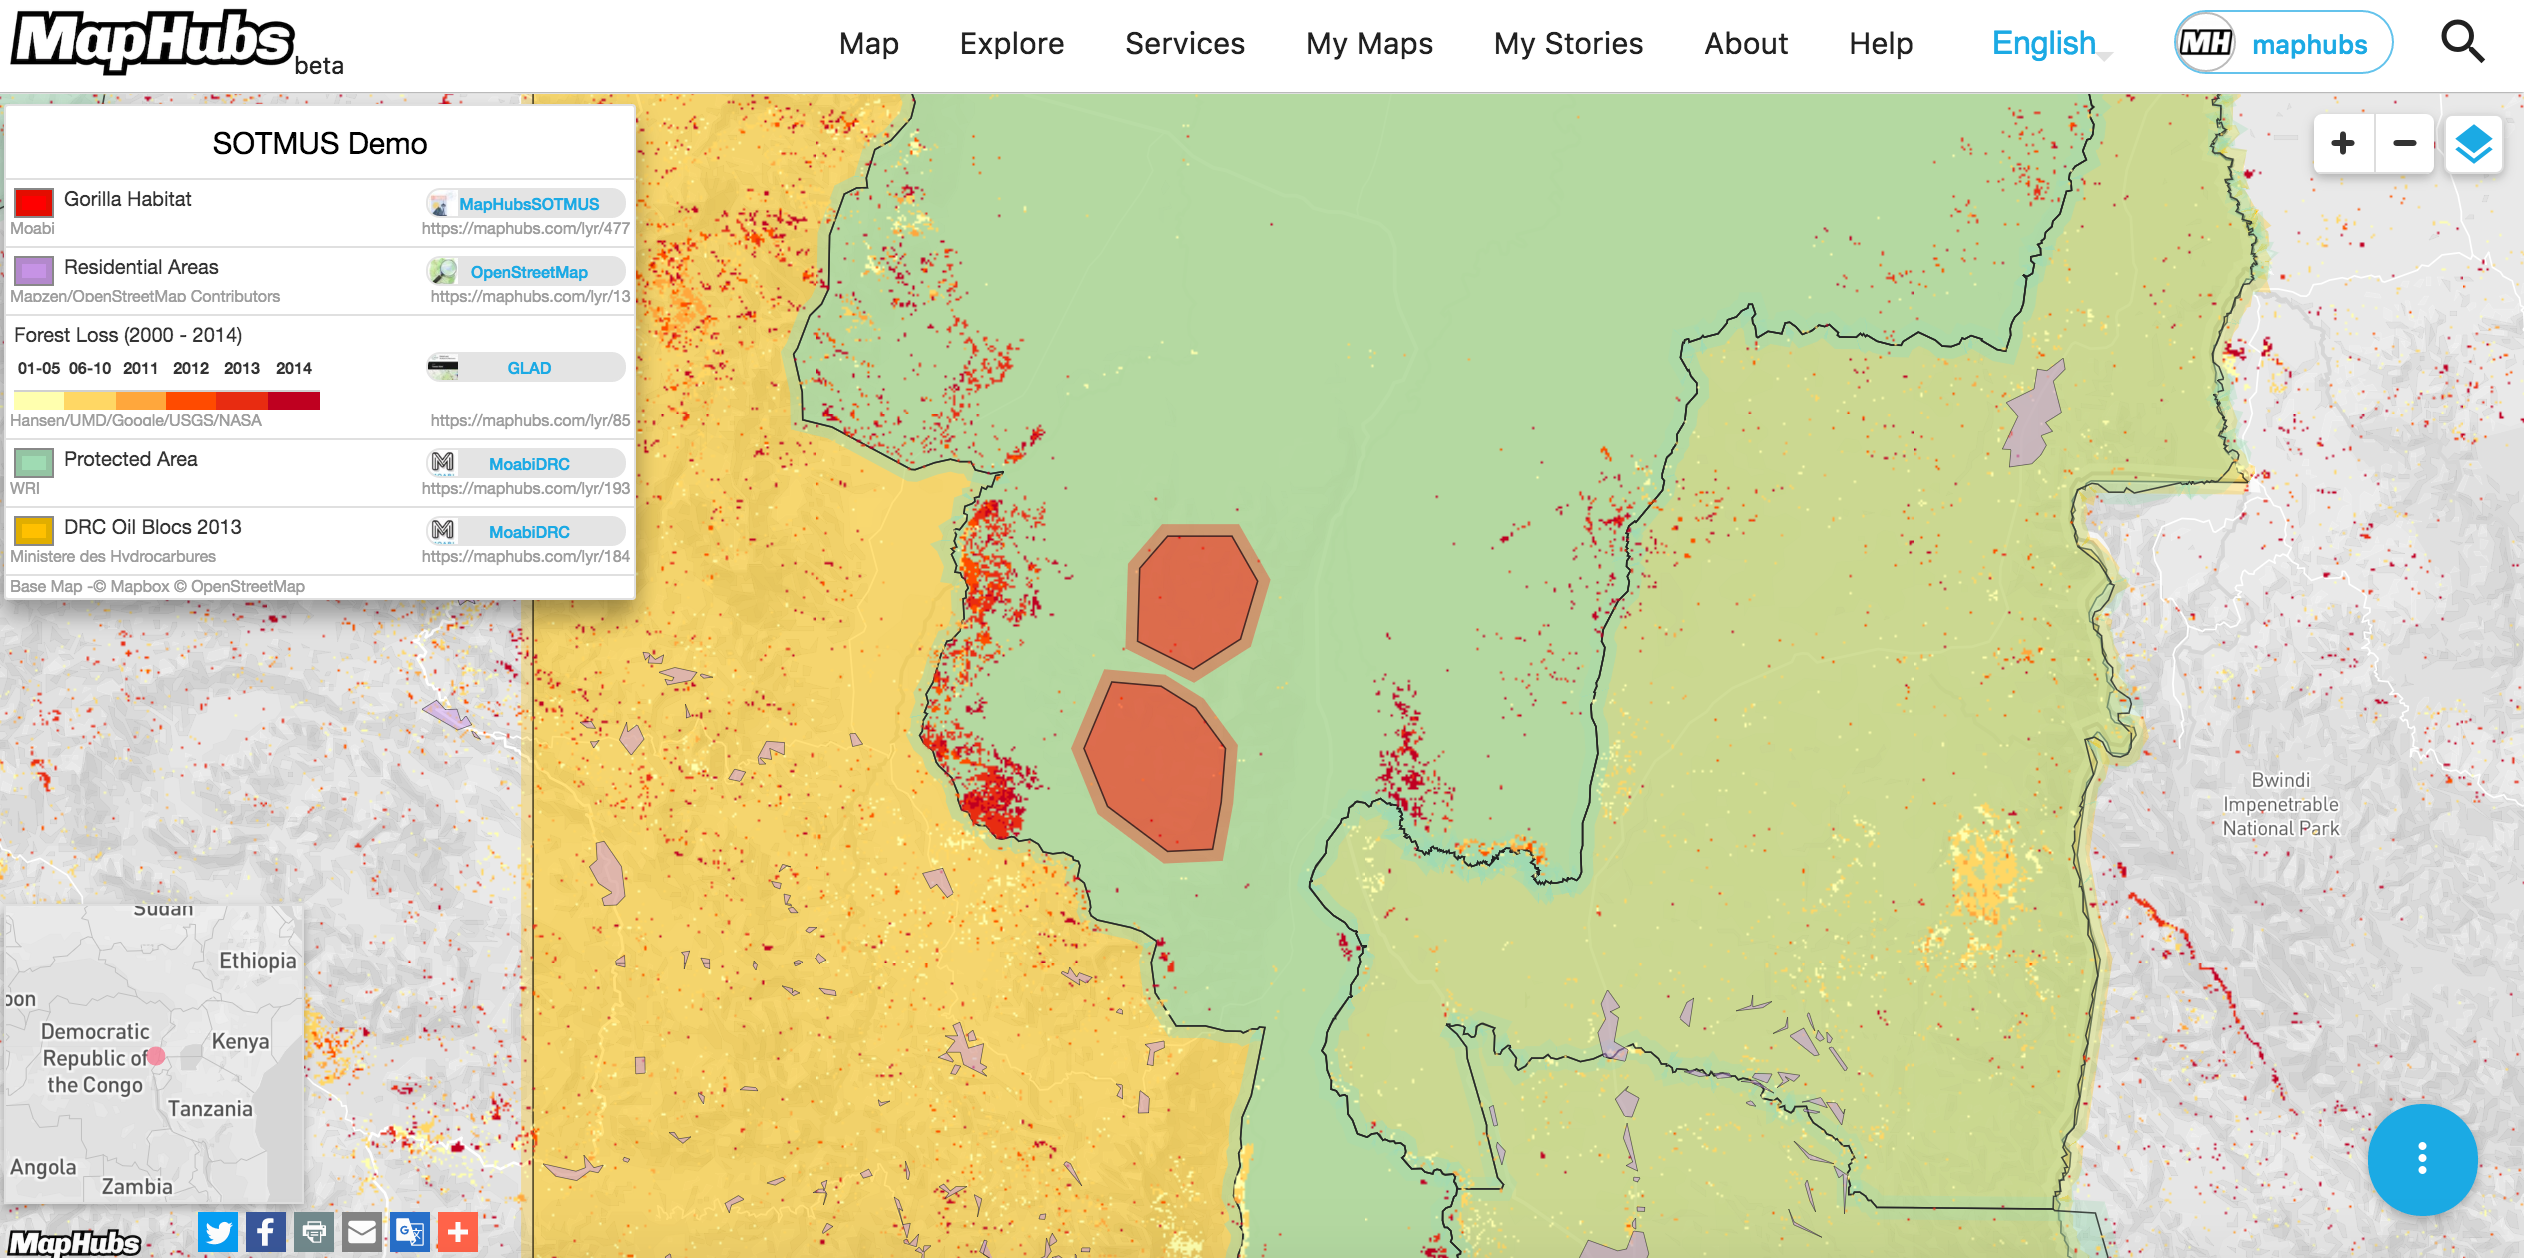 MapHubs
beta
Map Explore Services My Maps My Stories About Help English maphubs
MH
SOTMUS Demo
Gorilla Habitat
MapHubsSOTMUS
Moabi
https://maphubs.com/lyr/477
Residential Areas
OpenStreetMap
Mapzen/OpenStreetMap Contributors
https://maphubs.com/lyr/13
Forest Loss (2000 - 2014)
01-05 06-10 2011 2012 2013 2014
GLAD
Hansen/UMD/Google/USGS/NASA
https://maphubs.com/lyr/85
Protected Area
MoabiDRC
WRI
https://maphubs.com/lyr/193
DRC Oil Blocs 2013
MoabiDRC
Ministere des Hydrocarbures
https://maphubs.com/lyr/184
Base Map -© Mapbox © OpenStreetMap
Bwindi
Impenetrable
National Park
Sudan
Ethiopia
oon
Democratic
Republic of
the Congo
Kenya
Tanzania
Angola
Zambia
MapHubs